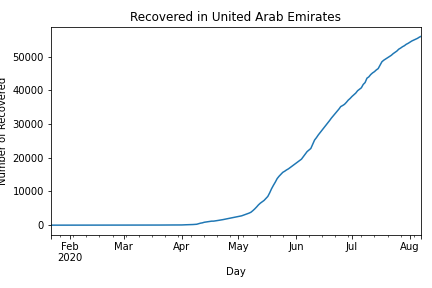 Recovered in United Arab Emirates
Number of Recovered
50000
40000
30000
20000
10000
0
Feb Mar Apr May Jun Jul Aug
2020
Day